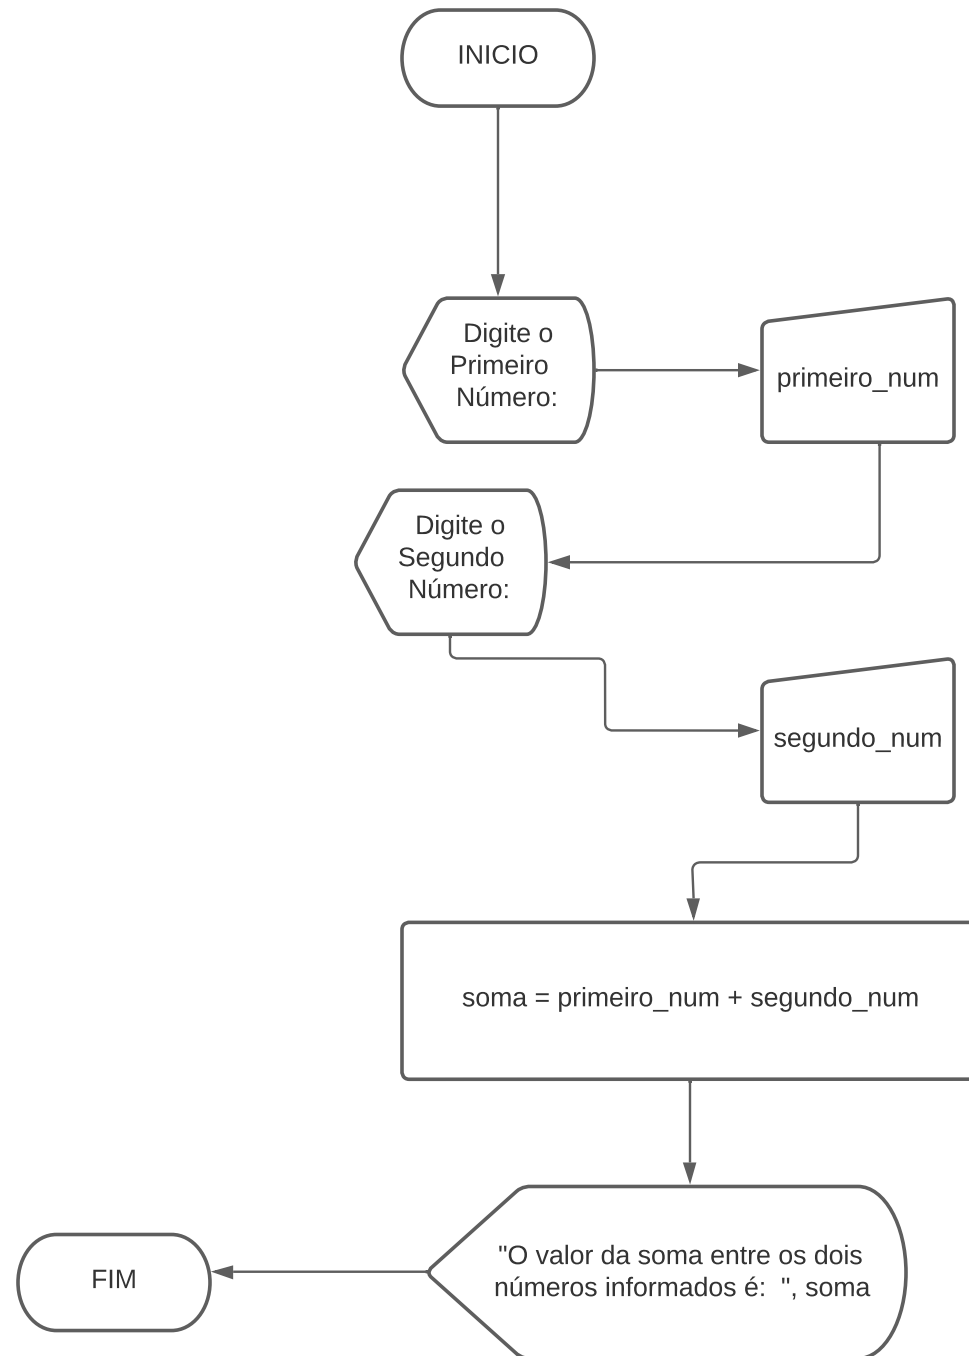 INICIO
Digite o
Primeiro
Número:
primeiro_num
Digite o
Segundo
Número:
segundo_num
soma = primeiro_num + segundo_num
"O valor da soma entre os dois
números informados é:  ", soma
FIM